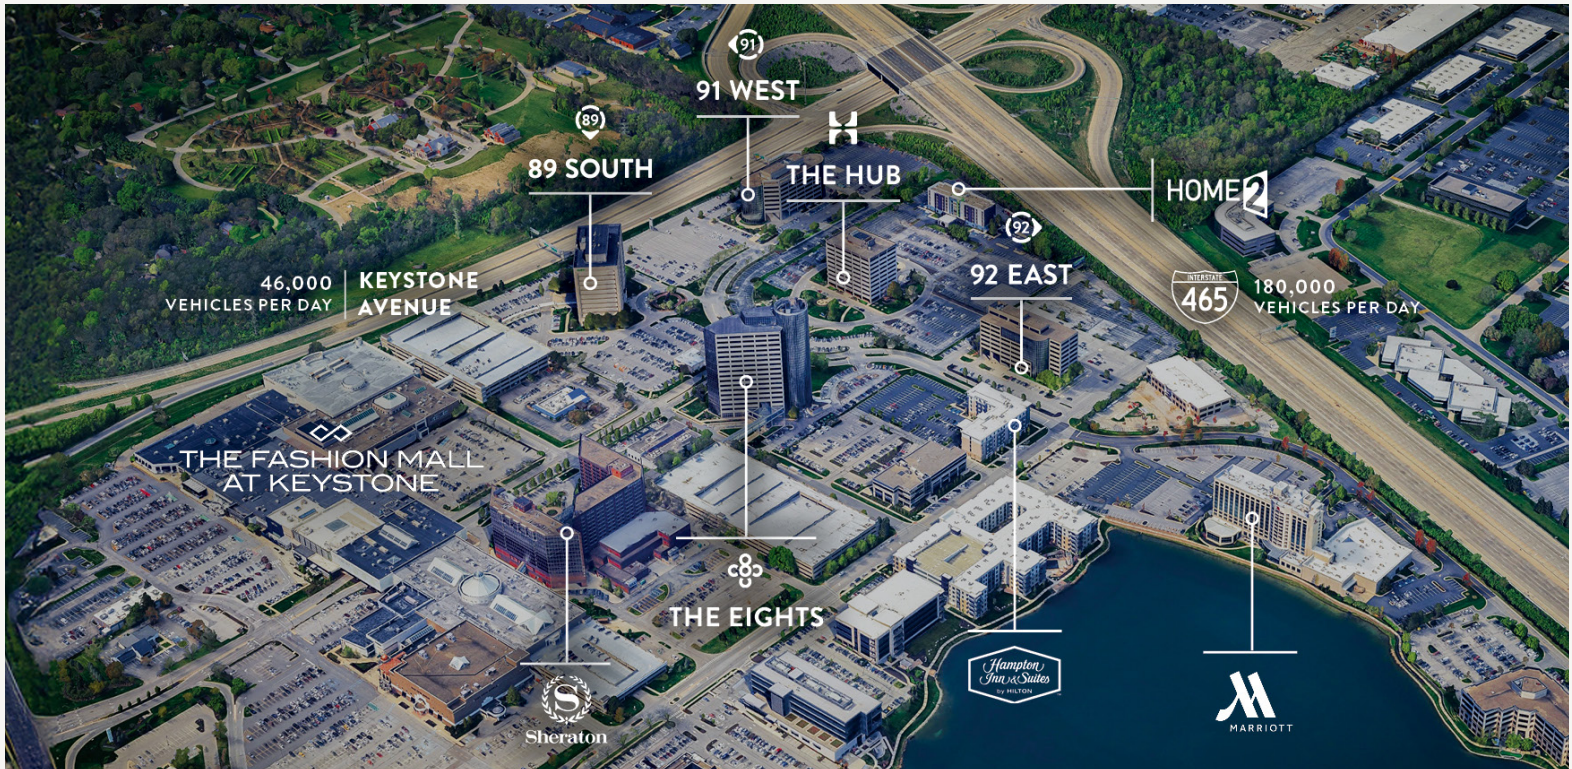 91
91 WEST
89
89 SOUTH
H
THE HUB
HOME2
92
92 EAST
46,000
VEHICLES PER DAY
KEYSTONE
AVENUE
INTERSTATE
465
180,000
VEHICLES PER DAY
THE FASHION MALL
AT KEYSTONE
8
THE EIGHTS
S
Sheraton
Hampton
Inn & Suites
BY HILTON
M
MARRIOTT